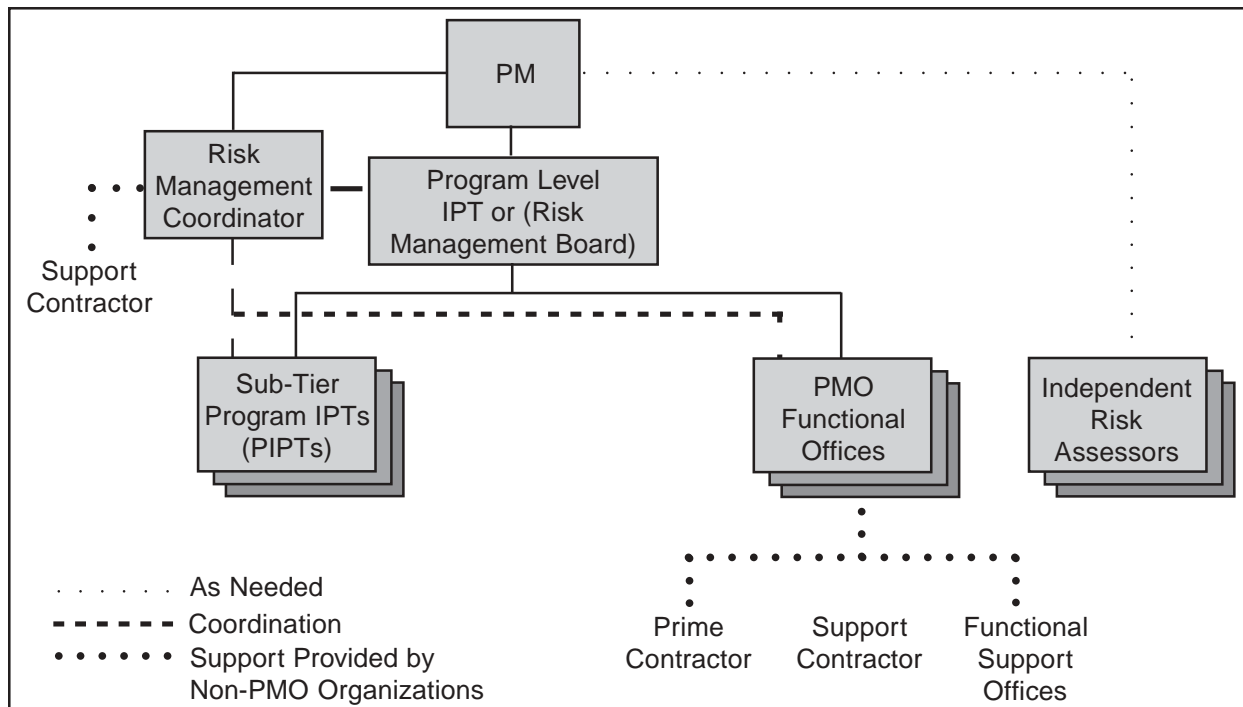 PM
Risk
Management
Coordinator
Program Level
IPT or (Risk
Management Board)
Support
Contractor
Sub-Tier
Program IPTs
(PIPTs)
PMO
Functional
Offices
Independent
Risk
Assessors
As Needed
Coordination
Support Provided by
Non-PMO Organizations
Prime
Contractor
Support
Contractor
Functional
Support
Offices